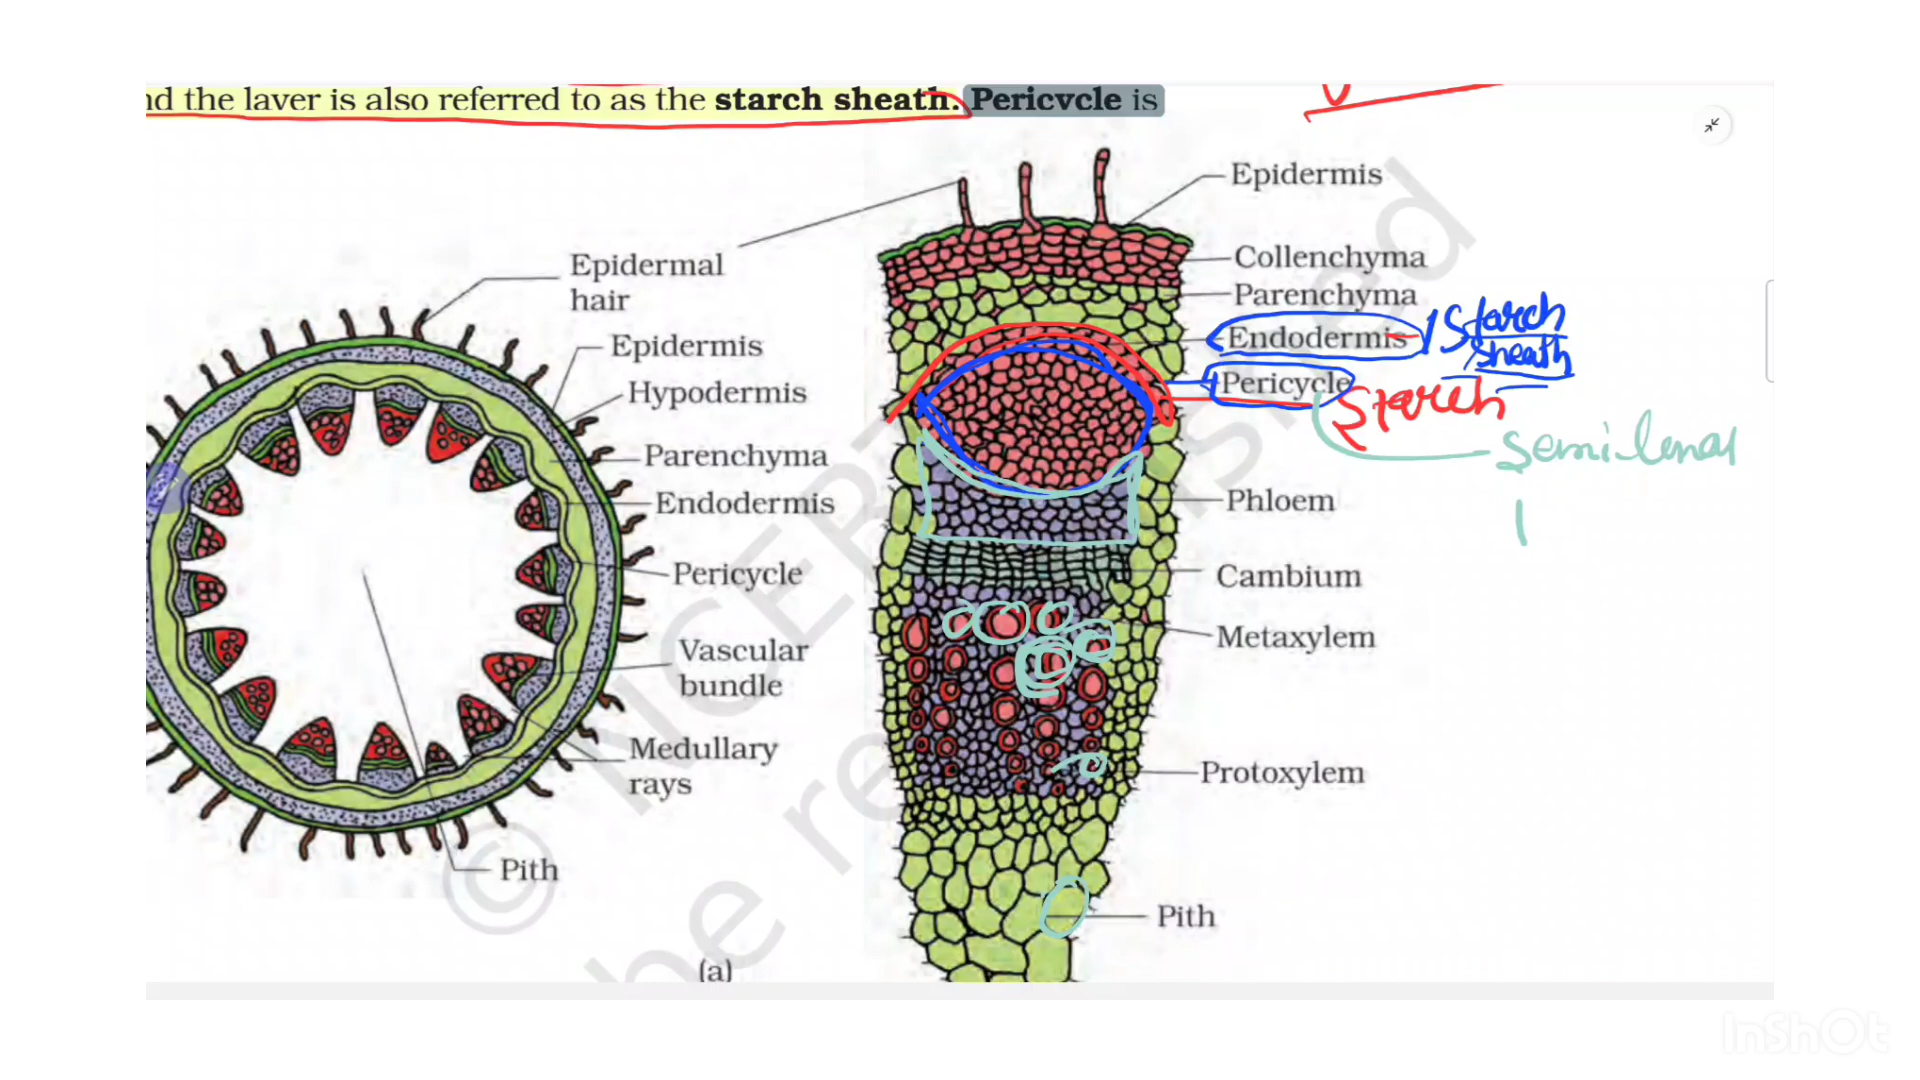 nd the layer is also referred to as the starch sheath. Pericycle is
Epidermis
Collenchyma
Parenchyma
Endodermis / Starch
sheath
Pericycle
Starch
semilunar
Phloem
Cambium
Metaxylem
Protoxylem
Pith
Epidermal
hair
Epidermis
Hypodermis
Parenchyma
Endodermis
Pericycle
Vascular
bundle
Medullary
rays
Pith
(a)
© NCERT
InShOt